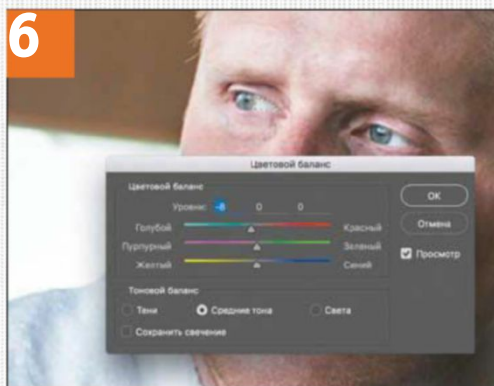 6
Цветовой баланс
Цветовой баланс
Уровни: -8 0 0
Голубой Красный
Пурпурный Зеленый
Желтый Синий
Тоновой баланс
Тени Средние тона Света
Сохранить свечение
OK
Отмена
Просмотр